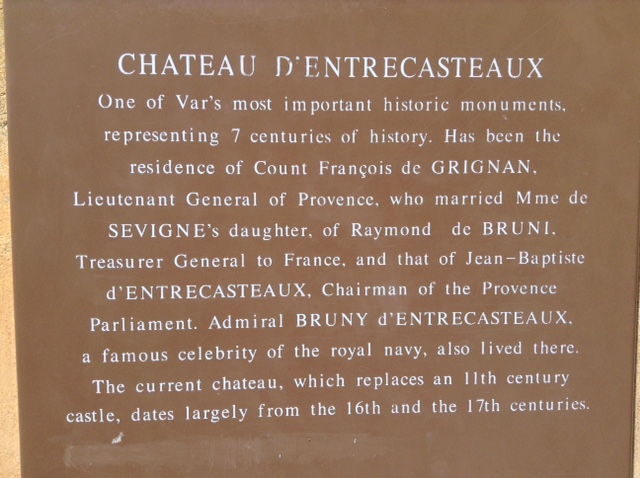 CHATEAU D'ENTRECASTEAUX
One of Var's most important historic monuments,
representing 7 centuries of history. Has been the
residence of Count François de GRIGNAN,
Lieutenant General of Provence, who married Mme de
SEVIGNE's daughter, of Raymond de BRUNI,
Treasurer General to France, and that of Jean-Baptiste
d'ENTRECASTEAUX, Chairman of the Provence
Parliament. Admiral BRUNY d'ENTRECASTEAUX,
a famous celebrity of the royal navy, also lived there.
The current chateau, which replaces an 11th century
castle, dates largely from the 16th and the 17th centuries.